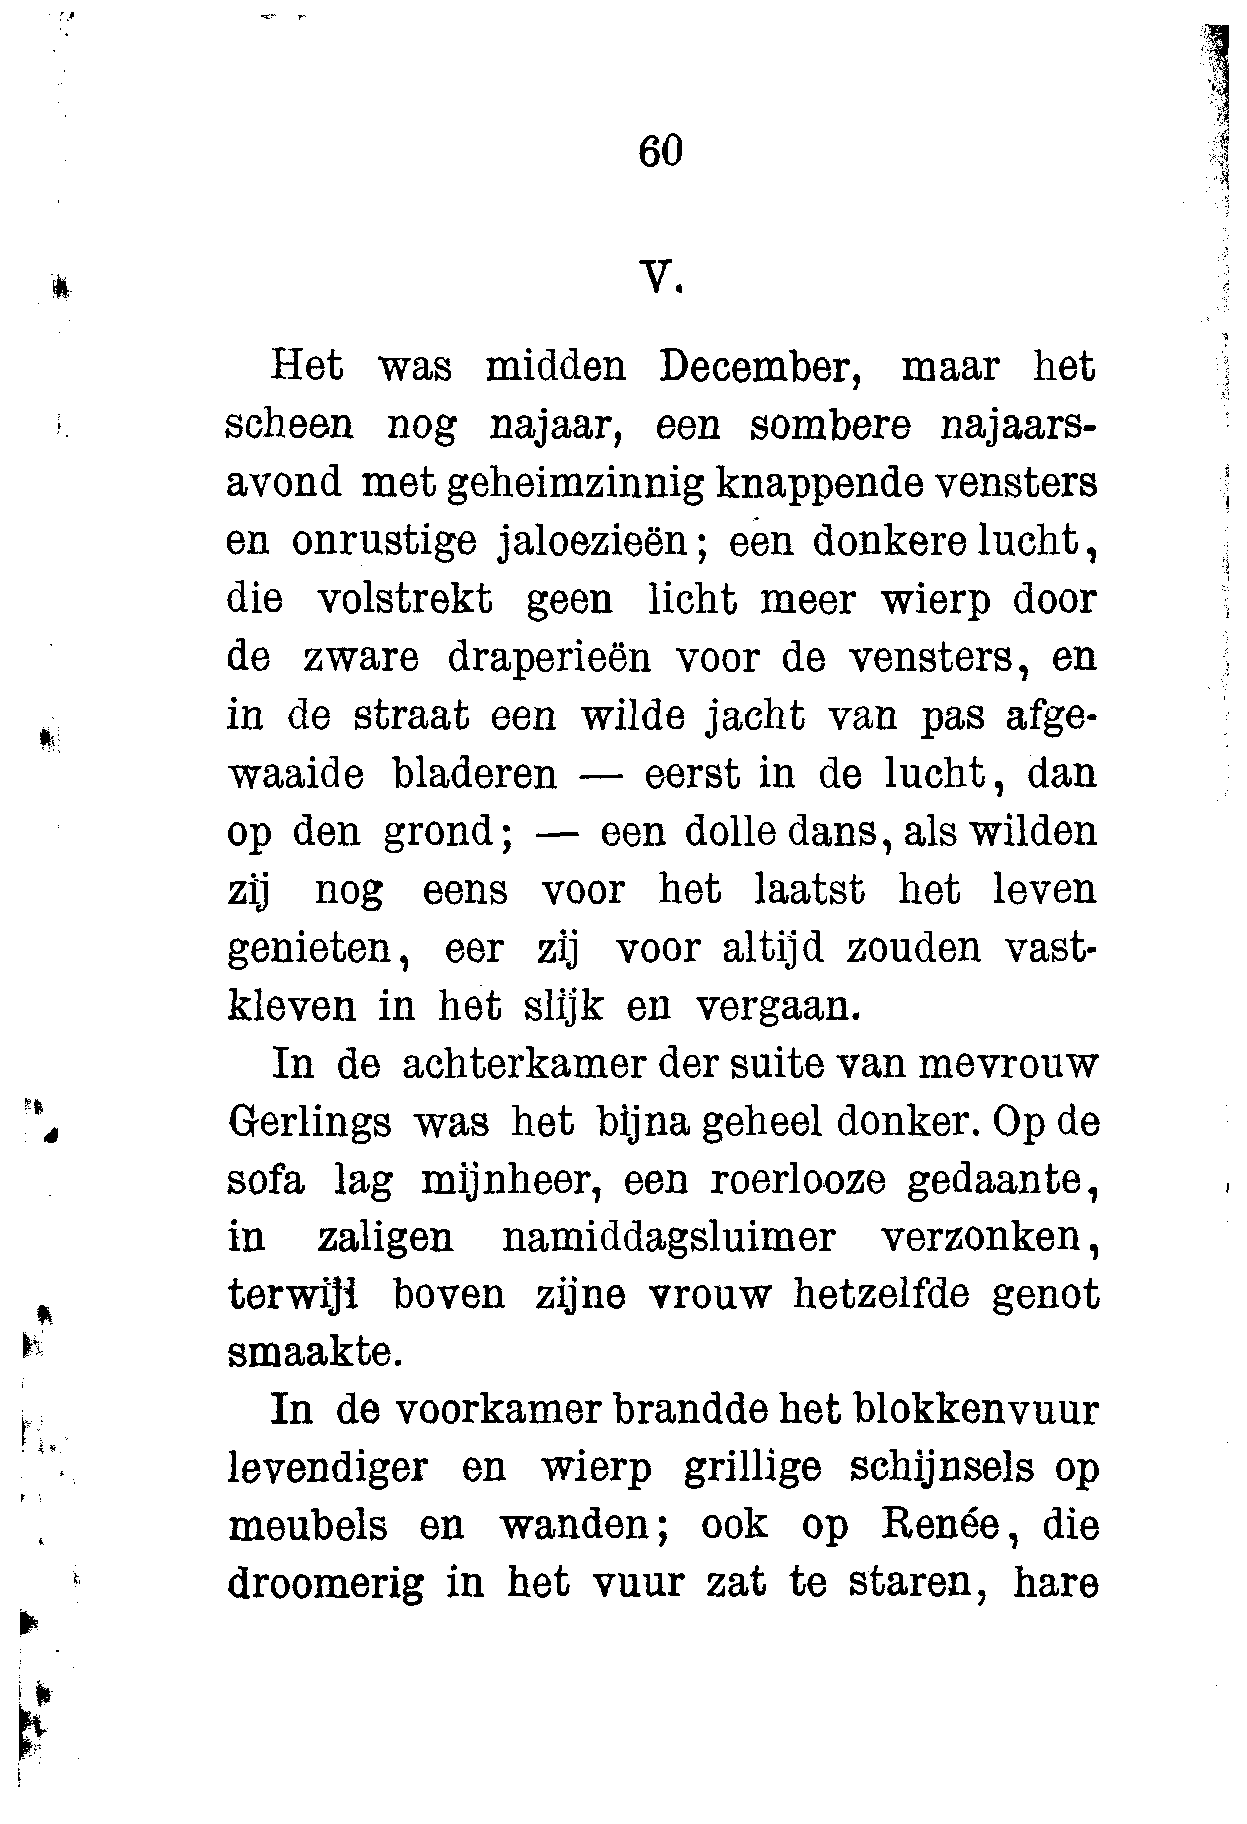 60
V.
Het was midden December, maar het
scheen nog najaar, een sombere najaars-
avond met geheimzinnig knappende vensters
en onrustige jaloezieën; een donkere lucht,
die volstrekt geen licht meer wierp door
de zware draperieën voor de vensters, en
in de straat een wilde jacht van pas afge-
waaide bladeren — eerst in de lucht, dan
op den grond; — een dolle dans, als wilden
zij nog eens voor het laatst het leven
genieten, eer zij voor altijd zouden vast-
kleven in het slijk en vergaan.
In de achterkamer der suite van mevrouw
Gerlings was het bijna geheel donker. Op de
sofa lag mijnheer, een roerlooze gedaante,
in zaligen namiddagsluimer verzonken,
terwijl boven zijne vrouw hetzelfde genot
smaakte.
In de voorkamer brandde het blokkenvuur
levendiger en wierp grillige schijnsels op
meubels en wanden; ook op Renée, die
droomerig in het vuur zat te staren, hare